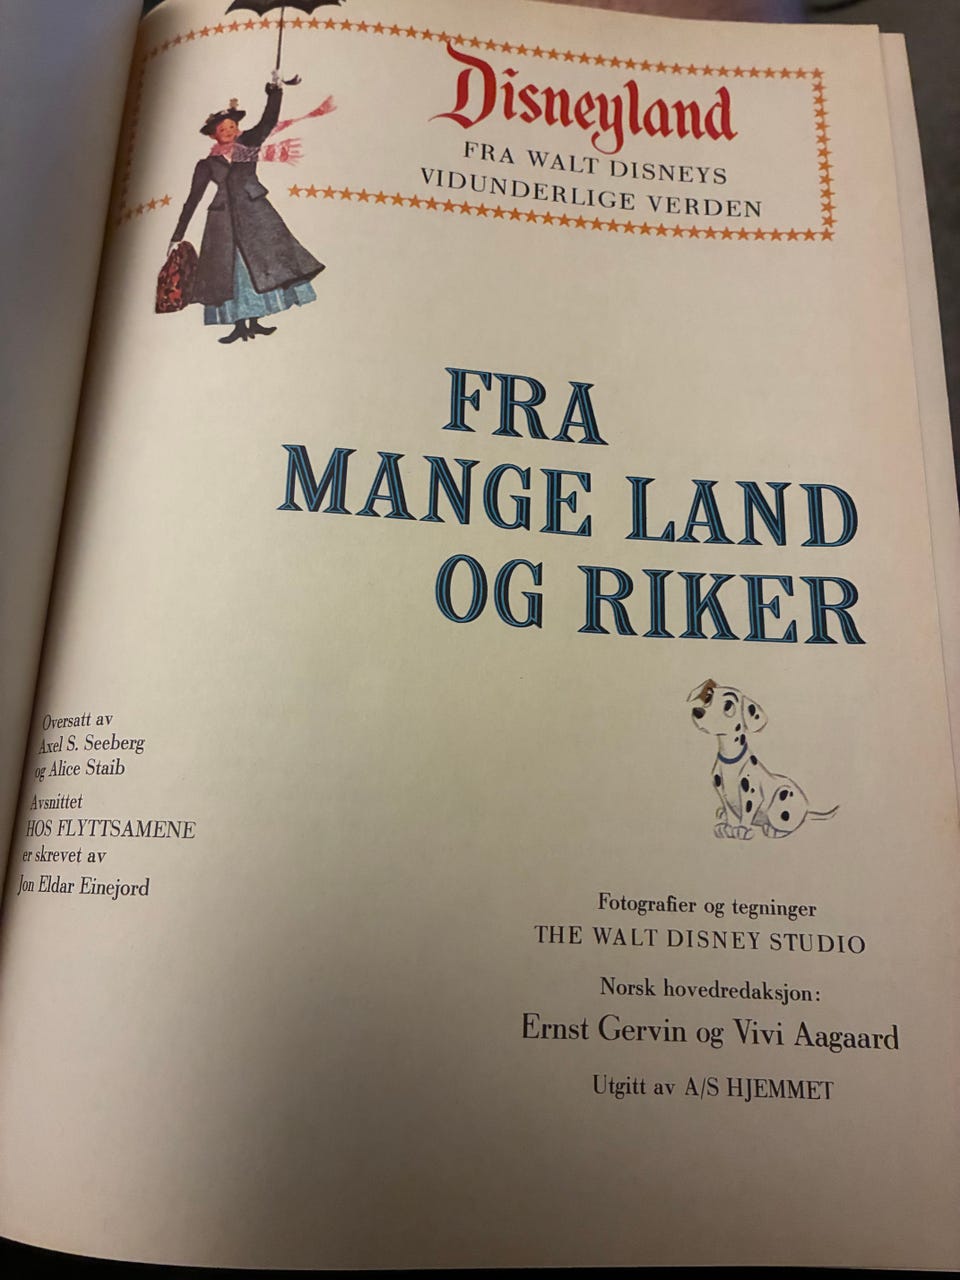 Disneyland
FRA WALT DISNEYS
VIDUNDERLIGE VERDEN
FRA
MANGE LAND
OG RIKER
Oversatt av
Axel S. Seeberg
og Alice Staib
Avsnittet
HOS FLYTTSAMENE
er skrevet av
Jon Eldar Einejord
Fotografier og tegninger
THE WALT DISNEY STUDIO
Norsk hovedredaksjon:
Ernst Gervin og Vivi Aagaard
Utgitt av A/S HJEMMET